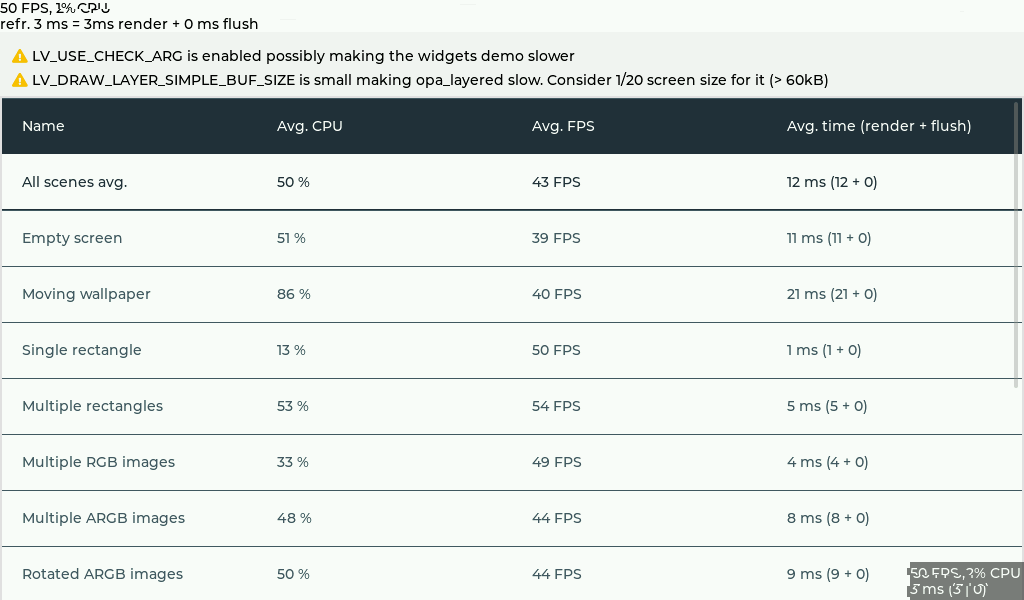 50 FPS, 1% CPU
refr. 3 ms = 3ms render + 0 ms flush
LV_USE_CHECK_ARG is enabled possibly making the widgets demo slower
LV_DRAW_LAYER_SIMPLE_BUF_SIZE is small making opa_layered slow. Consider 1/20 screen size for it (> 60kB)
Name Avg. CPU Avg. FPS Avg. time (render + flush)
All scenes avg. 50 % 43 FPS 12 ms (12 + 0)
Empty screen 51 % 39 FPS 11 ms (11 + 0)
Moving wallpaper 86 % 40 FPS 21 ms (21 + 0)
Single rectangle 13 % 50 FPS 1 ms (1 + 0)
Multiple rectangles 53 % 54 FPS 5 ms (5 + 0)
Multiple RGB images 33 % 49 FPS 4 ms (4 + 0)
Multiple ARGB images 48 % 44 FPS 8 ms (8 + 0)
Rotated ARGB images 50 % 44 FPS 9 ms (9 + 0)
50 FPS, % CPU
3 ms